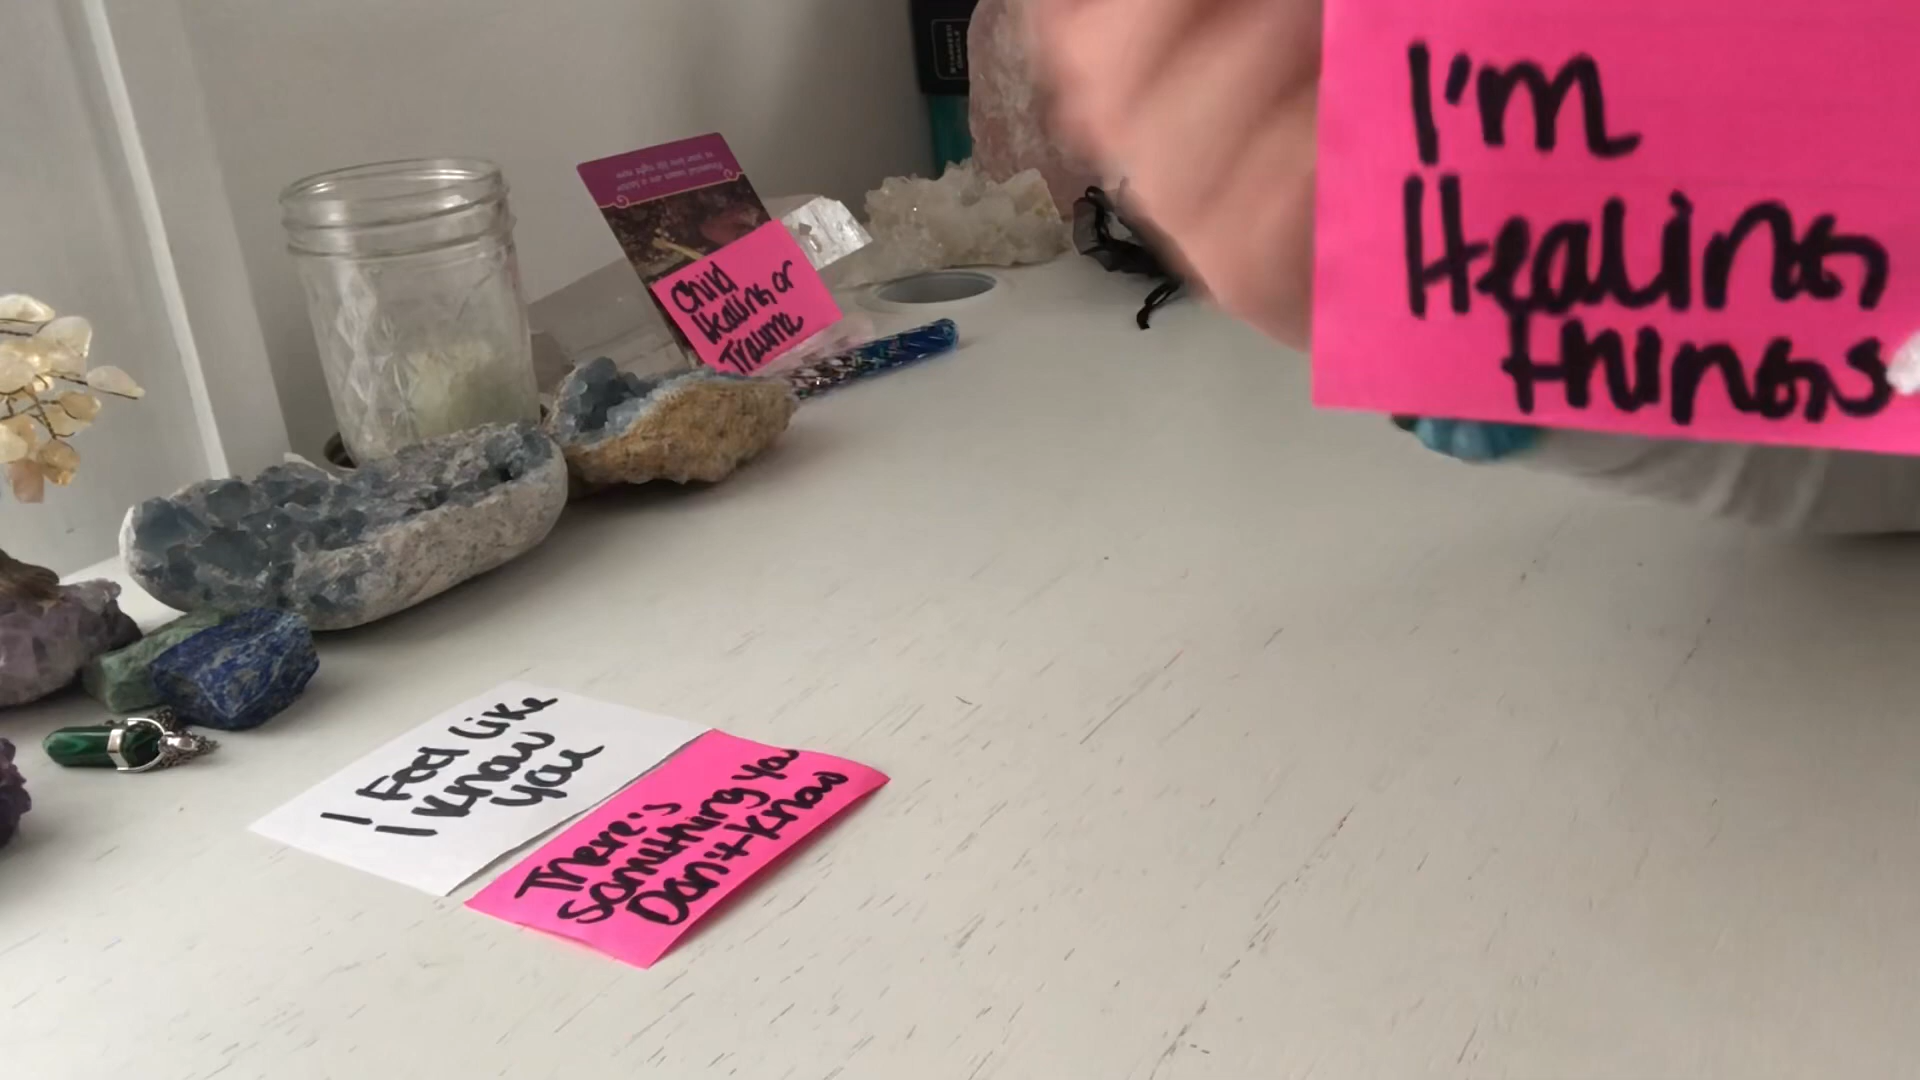 I'm
Healing
things
Child
Healing or
Trauma
I Feel Like
I Know
you
There's
something you
Don't Know